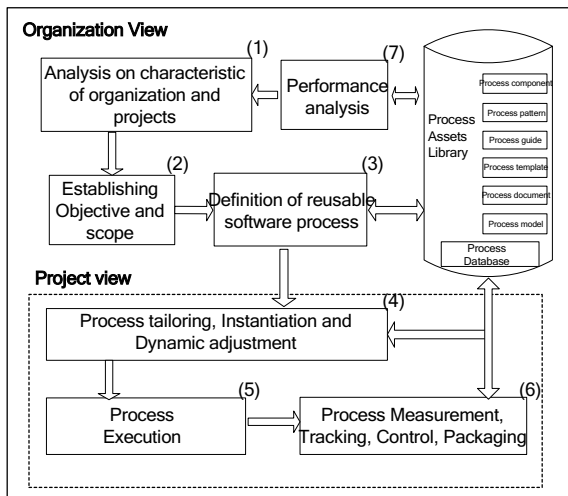 Organization View
(1)
Analysis on characteristic
of organization and
projects
(7)
Performance
analysis
Process
Assets
Library
Process component
Process pattern
Process guide
Process template
Process document
Process model
Process
Database
(2)
Establishing
Objective and
scope
(3)
Definition of reusable
software process
Project view
(4)
Process tailoring, Instantiation and
Dynamic adjustment
(5)
Process
Execution
(6)
Process Measurement,
Tracking, Control, Packaging